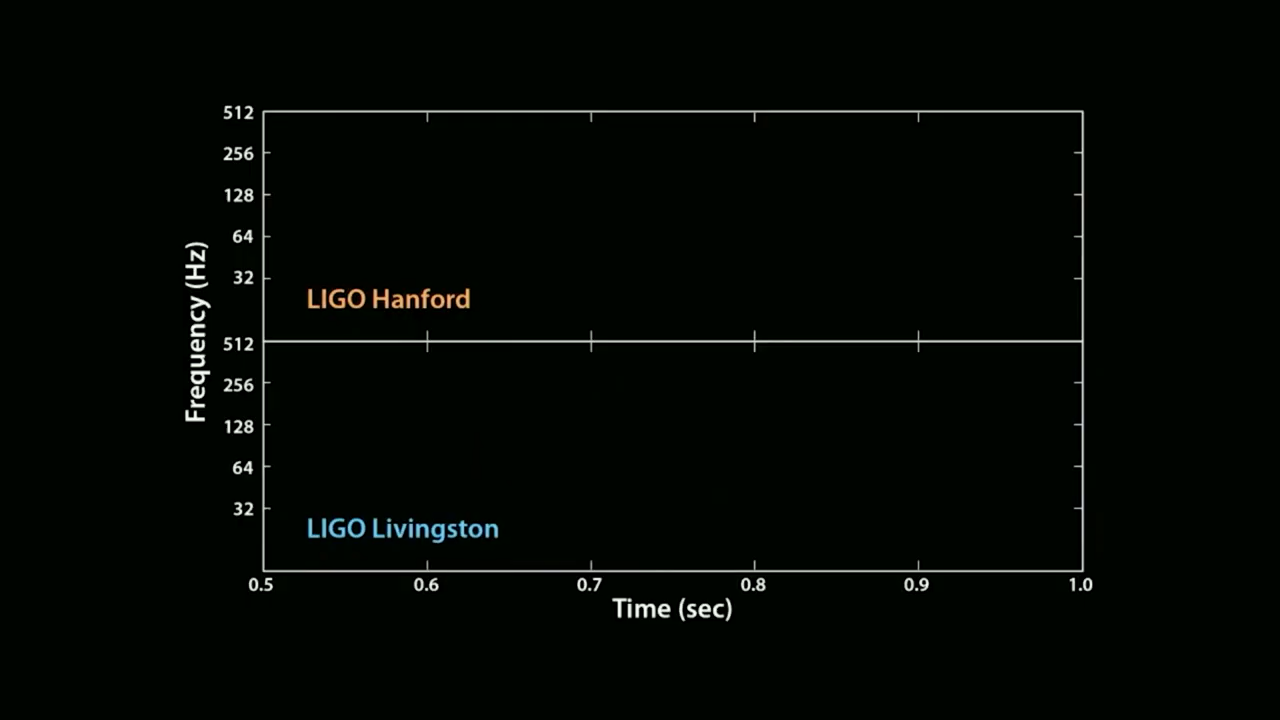 512
256
128
64
32
LIGO Hanford
Frequency (Hz)
512
256
128
64
32
LIGO Livingston
0.5 0.6 0.7 0.8 0.9 1.0
Time (sec)